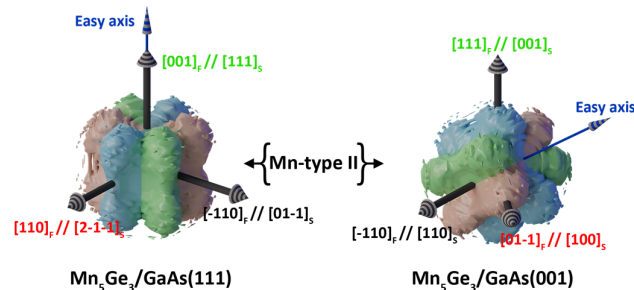 Easy axis
[001]F // [111]S
[111]F // [001]S
Easy axis
Mn-type II
[110]F // [2-1-1]S
[-110]F // [01-1]S
[-110]F // [110]S
[01-1]F // [100]S
Mn5Ge3/GaAs(111)
Mn5Ge3/GaAs(001)